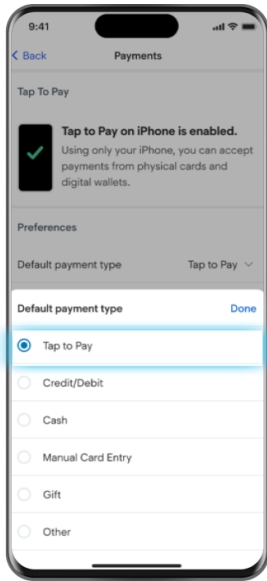 9:41
Back
Payments
Tap To Pay
Tap to Pay on iPhone is enabled.
Using only your iPhone, you can accept
payments from physical cards and
digital wallets.
Preferences
Default payment type Tap to Pay
Default payment type Done
Tap to Pay
Credit/Debit
Cash
Manual Card Entry
Gift
Other